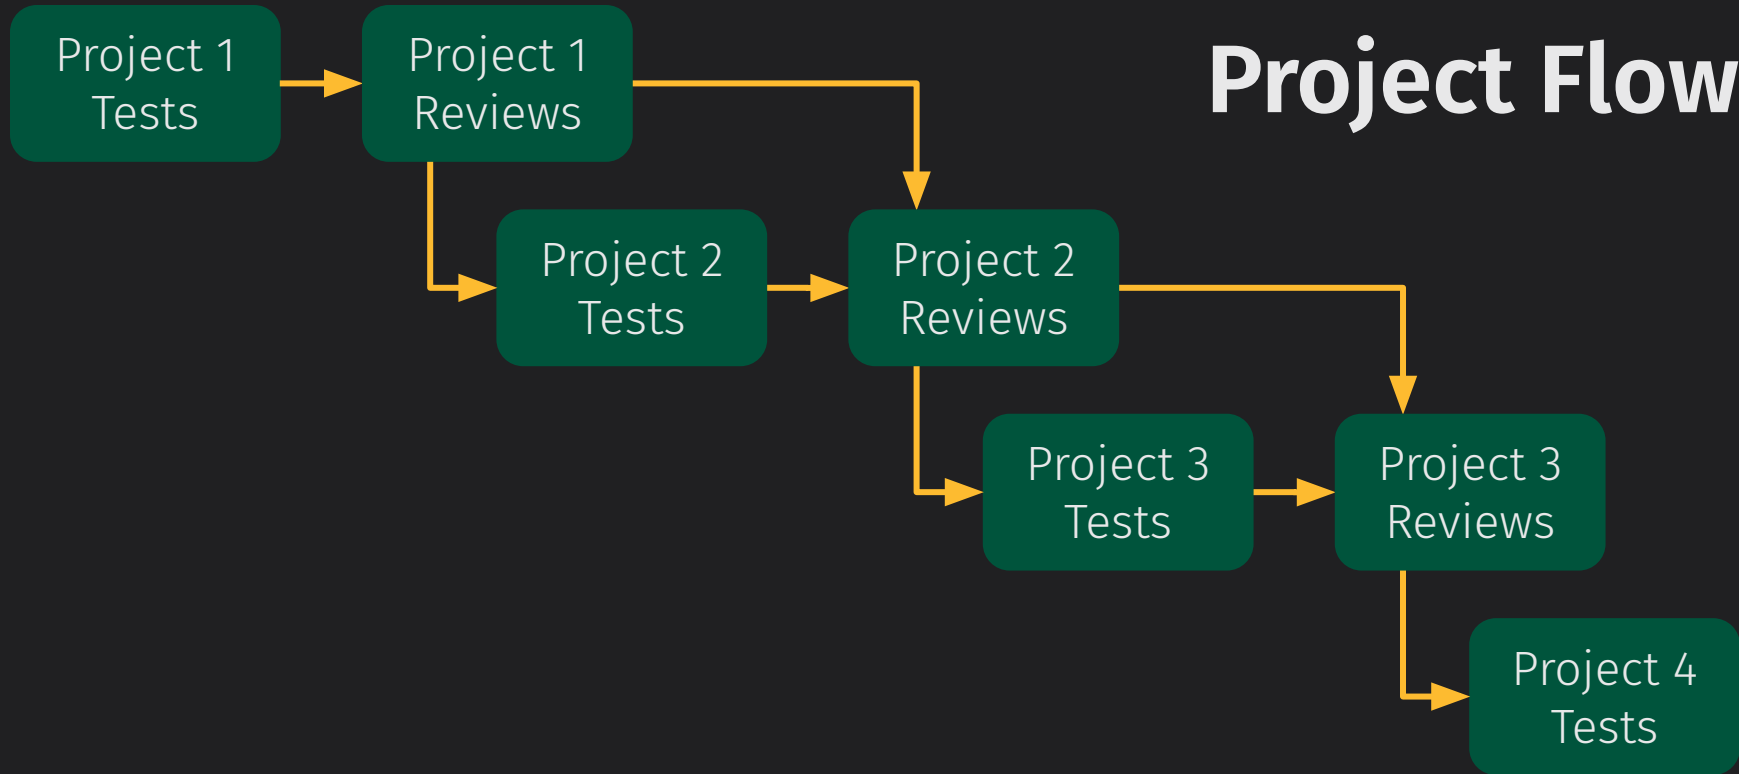 Project Flow
Project 1
Tests
Project 1
Reviews
Project 2
Tests
Project 2
Reviews
Project 3
Tests
Project 3
Reviews
Project 4
Tests